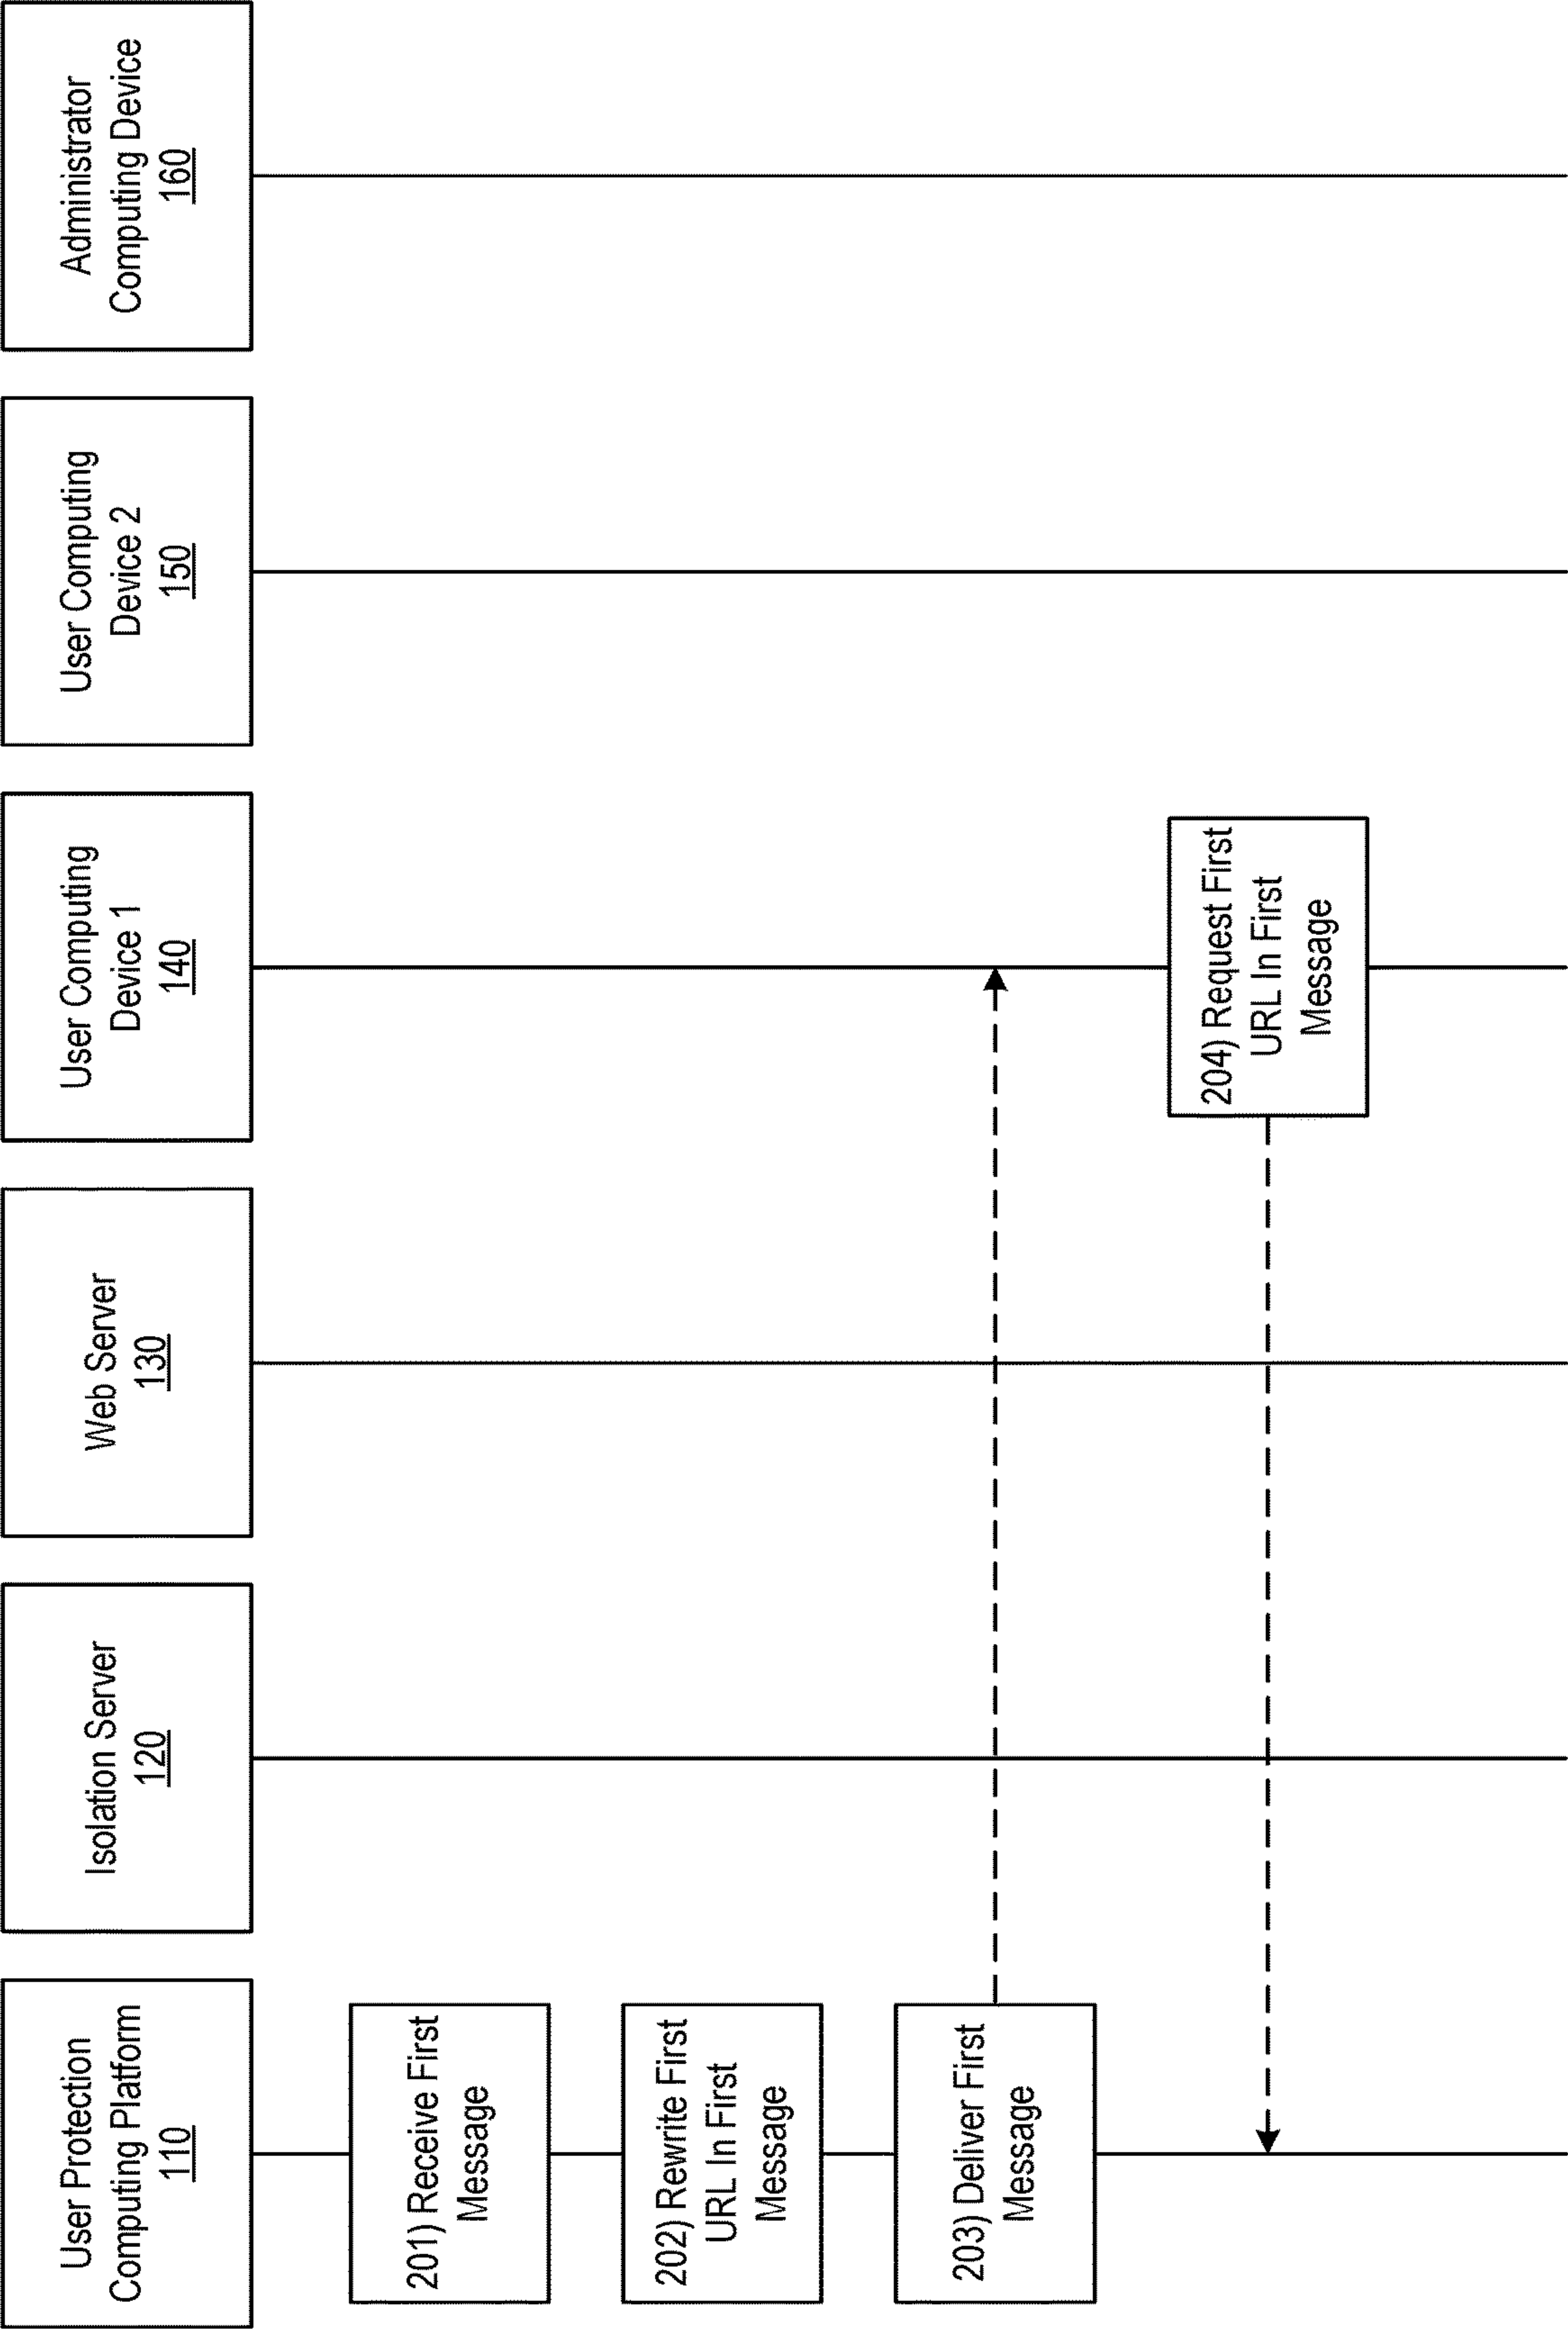 User Protection
Computing Platform
110
Isolation Server
120
Web Server
130
User Computing
Device 1
140
User Computing
Device 2
150
Administrator
Computing Device
160
201) Receive First
Message
202) Rewrite First
URL In First
Message
203) Deliver First
Message
204) Request First
URL In First
Message